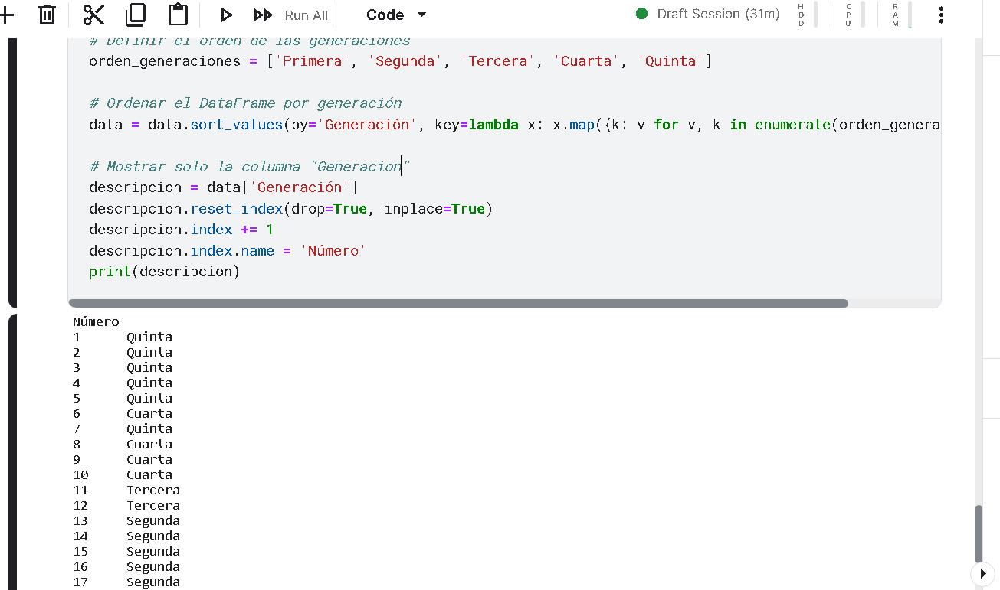 Run All Code Draft Session (31m) HDD CPU RAM
# Definir el orden de las generaciones
orden_generaciones = ['Primera', 'Segunda', 'Tercera', 'Cuarta', 'Quinta']
# Ordenar el DataFrame por generación
data = data.sort_values(by='Generación', key=lambda x: x.map({k: v for v, k in enumerate(orden_genera
# Mostrar solo la columna "Generacion"
descripcion = data['Generación']
descripcion.reset_index(drop=True, inplace=True)
descripcion.index += 1
descripcion.index.name = 'Número'
print(descripcion)
Número
1 Quinta
2 Quinta
3 Quinta
4 Quinta
5 Quinta
6 Cuarta
7 Quinta
8 Cuarta
9 Cuarta
10 Cuarta
11 Tercera
12 Tercera
13 Segunda
14 Segunda
15 Segunda
16 Segunda
17 Segunda